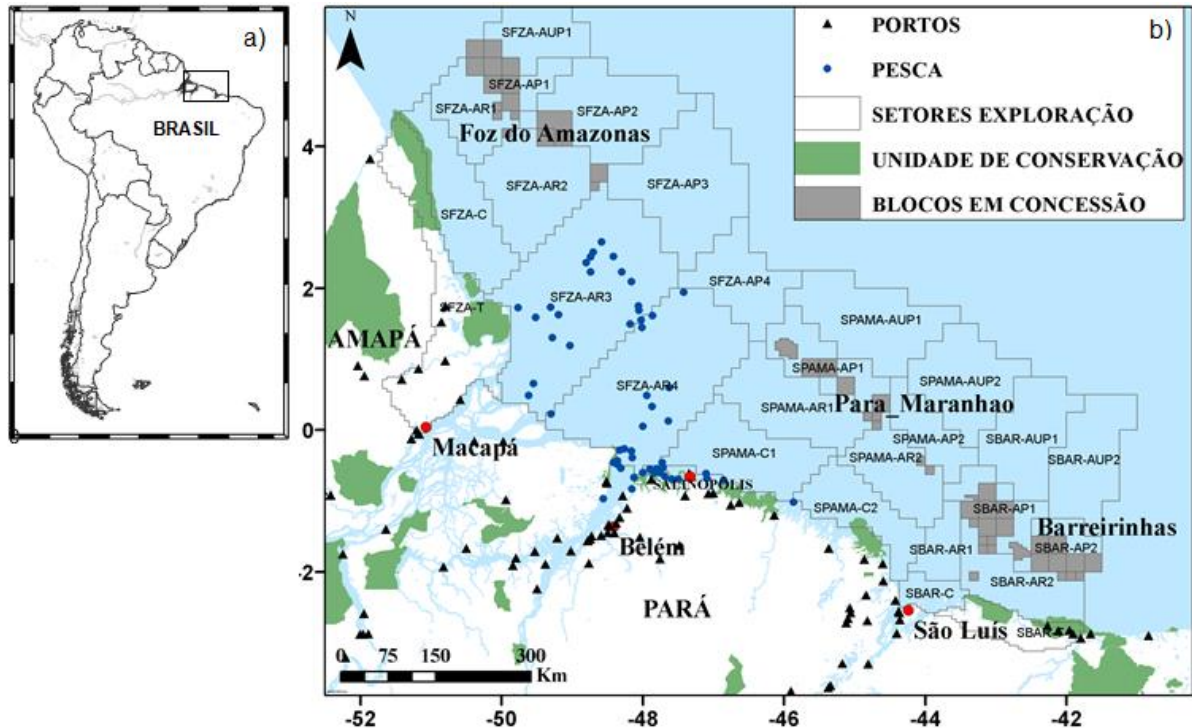 a)
BRASIL
b)
N
PORTOS
PESCA
SETORES EXPLORAÇÃO
UNIDADE DE CONSERVAÇÃO
BLOCOS EM CONCESSÃO
SFZA-AUP1
SFZA-AP1
SFZA-AR1
SFZA-AP2
Foz do Amazonas
SFZA-AR2
SFZA-AP3
SFZA-C
SFZA-AP4
SFZA-AR3
SFZA-T
SPAMA-AUP1
AMAPÁ
SPAMA-AP1
SFZA-AR4
SPAMA-AUP2
SPAMA-AR1
Para_Maranhao
SPAMA-AP2
SBAR-AUP1
Macapá
SPAMA-C1
SPAMA-AR2
SBAR-AUP2
SALINOPOLIS
SPAMA-C2
SBAR-AP1
Barreirinhas
Belém
SBAR-AR1
SBAR-AP2
SBAR-AR2
SBAR-C
PARÁ
São Luís
0 75 150 300
Km
4
2
0
-2
-52 -50 -48 -46 -44 -42